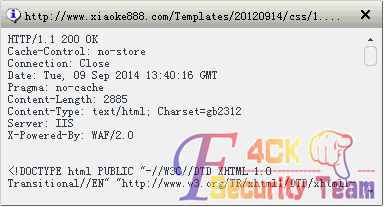 http://www.xiaoke888.com/Templates/20120914/css/1....
HTTP/1.1 200 OK
Cache-Control: no-store
Connection: Close
Date: Tue, 09 Sep 2014 13:40:16 GMT
Pragma: no-cache
Content-Length: 2885
Content-Type: text/html; Charset=gb2312
Server: IIS
X-Powered-By: WAF/2.0
<!DOCTYPE html PUBLIC "-//W3C//DTD XHTML 1.0
Transitional//EN" "http://www.w3.org/TR/xhtml1/DTD/xhtml1-
F4CK Team
Security Team